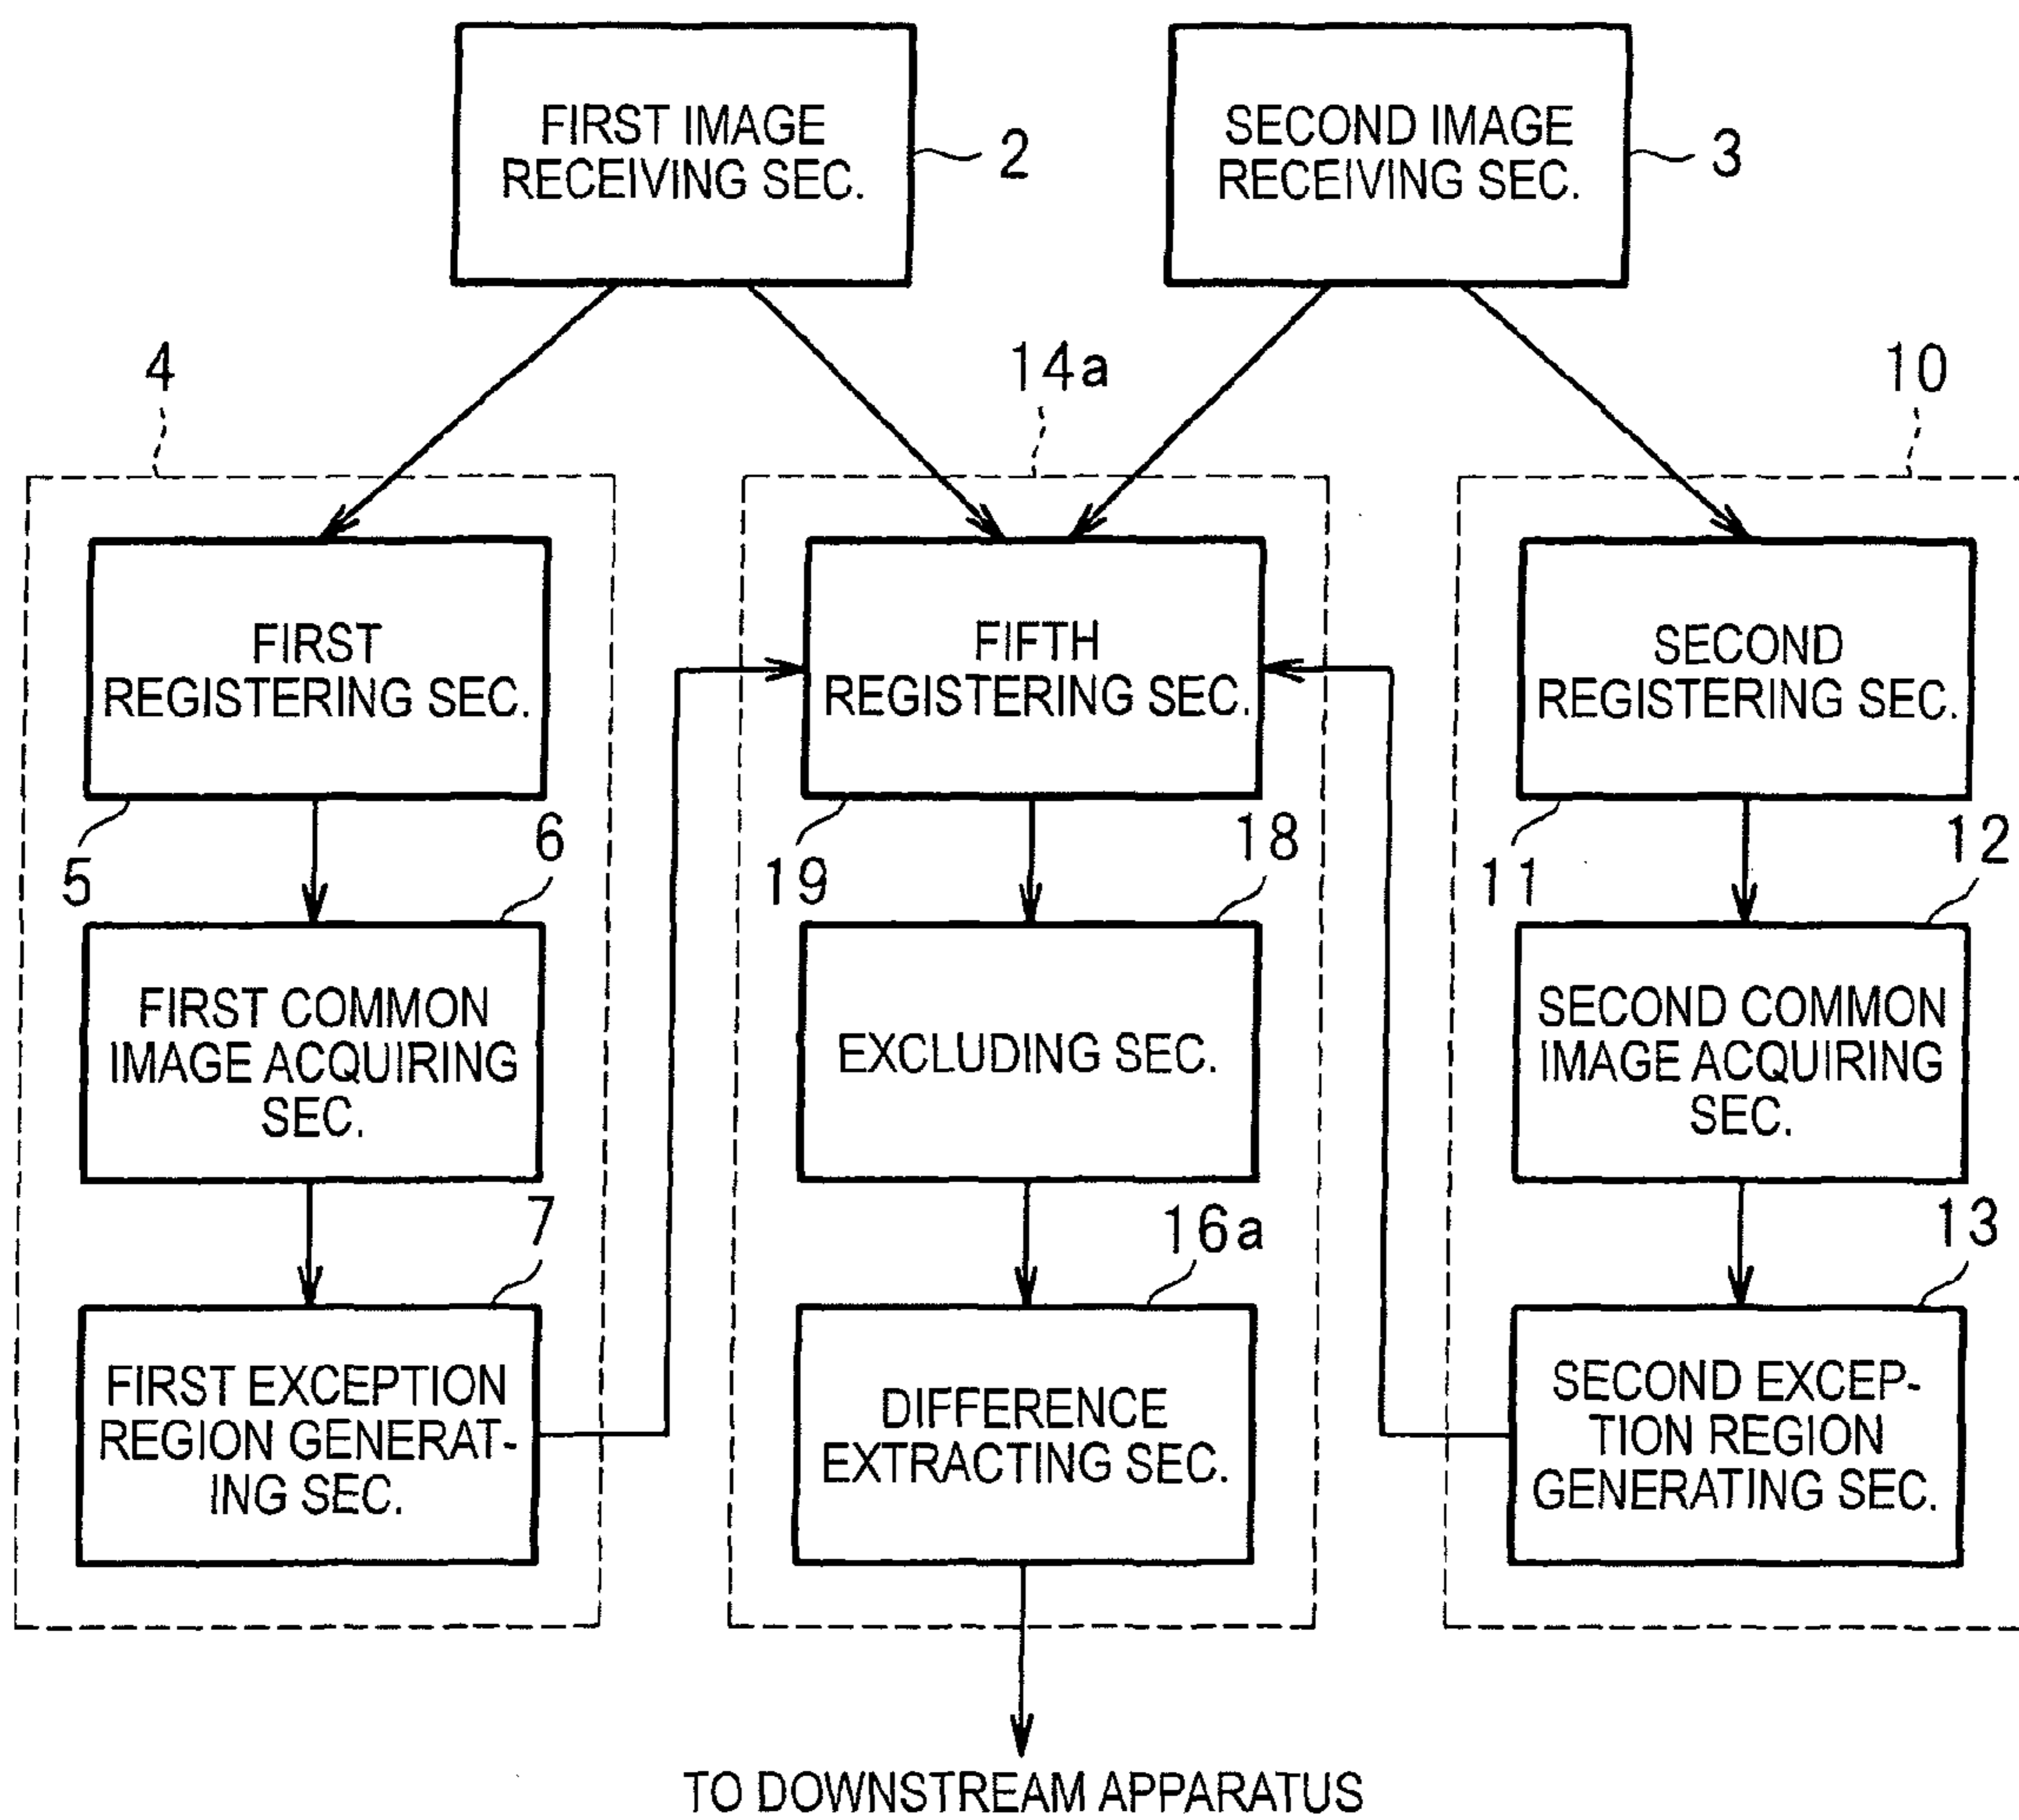 FIRST IMAGE
RECEIVING SEC.
2
SECOND IMAGE
RECEIVING SEC.
3
4
14a
10
FIRST
REGISTERING SEC.
5
FIFTH
REGISTERING SEC.
19
SECOND
REGISTERING SEC.
11
6
18
12
FIRST COMMON
IMAGE ACQUIRING
SEC.
EXCLUDING SEC.
SECOND COMMON
IMAGE ACQUIRING
SEC.
7
16a
13
FIRST EXCEPTION
REGION GENERAT-
ING SEC.
DIFFERENCE
EXTRACTING SEC.
SECOND EXCEP-
TION REGION
GENERATING SEC.
TO DOWNSTREAM APPARATUS